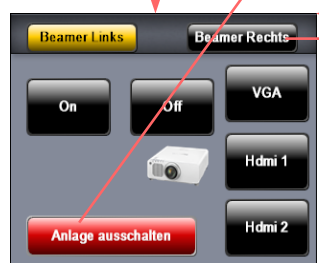 Beamer Links
Beamer Rechts
On
Off
VGA
Hdmi 1
Anlage ausschalten
Hdmi 2